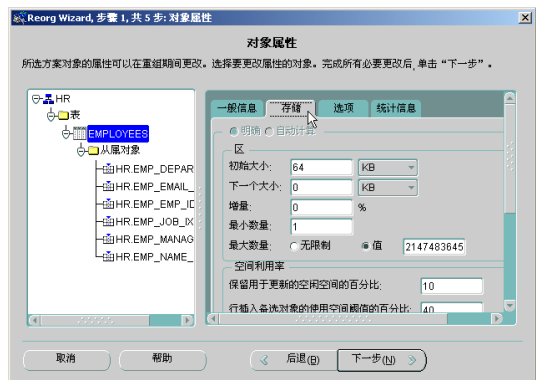 Reorg Wizard, 步骤 1, 共 5 步: 对象属性
对象属性
所选方案对象的属性可以在重组期间更改。选择要更改属性的对象。完成所有必要更改后, 单击“下一步”。
HR
表
EMPLOYEES
从属对象
HR.EMP_DEPAR
HR.EMP_EMAIL_
HR.EMP_EMP_ID
HR.EMP_JOB_IX
HR.EMP_MANAG
HR.EMP_NAME_
一般信息 存储 选项 统计信息
明确 自动计算
区
初始大小: 64 KB
下一个大小: 0 KB
增量: 0 %
最小数量: 1
最大数量: 无限制 值 2147483645
空间利用率
保留用于更新的空闲空间的百分比: 10
行插入备选对象的使用空间阈值的百分比: 40
取消 帮助 后退(B) 下一步(N)